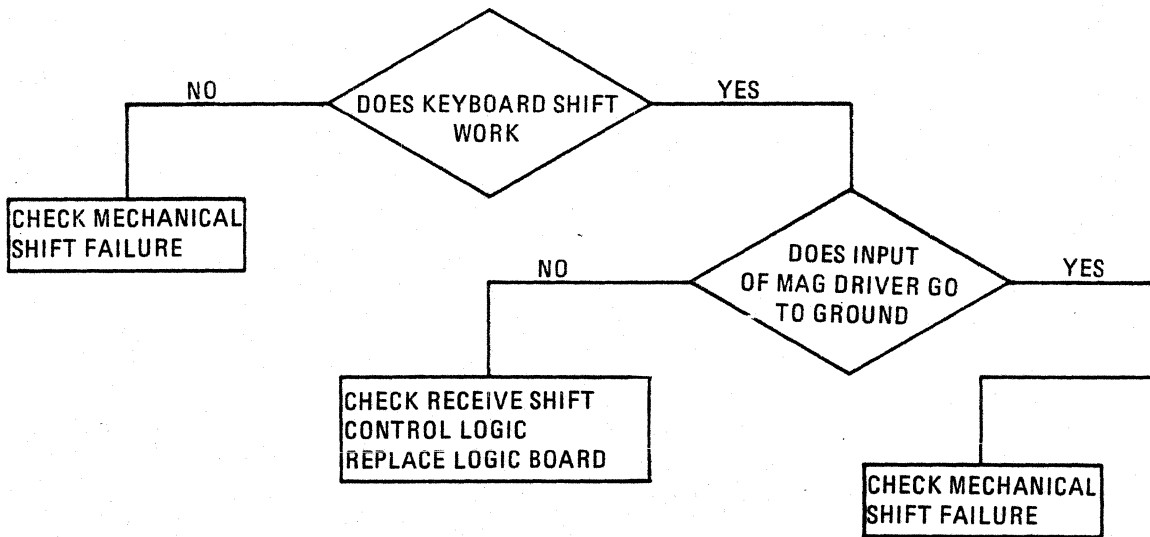 NO
DOES KEYBOARD SHIFT
WORK
YES
CHECK MECHANICAL
SHIFT FAILURE
NO
DOES INPUT
OF MAG DRIVER GO
TO GROUND
YES
CHECK RECEIVE SHIFT
CONTROL LOGIC
REPLACE LOGIC BOARD
CHECK MECHANICAL
SHIFT FAILURE